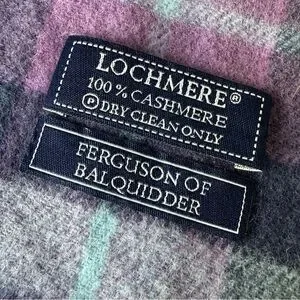 LOCHMERE®
100% CASHMERE
Ⓟ DRY CLEAN ONLY
FERGUSON OF
BALQUIDDER